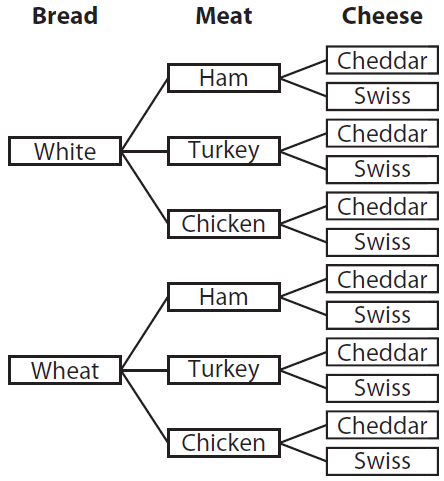 Bread Meat Cheese
Cheddar
Ham
Swiss
Cheddar
White Turkey
Swiss
Cheddar
Chicken
Swiss
Cheddar
Ham
Swiss
Cheddar
Wheat Turkey
Swiss
Cheddar
Chicken
Swiss